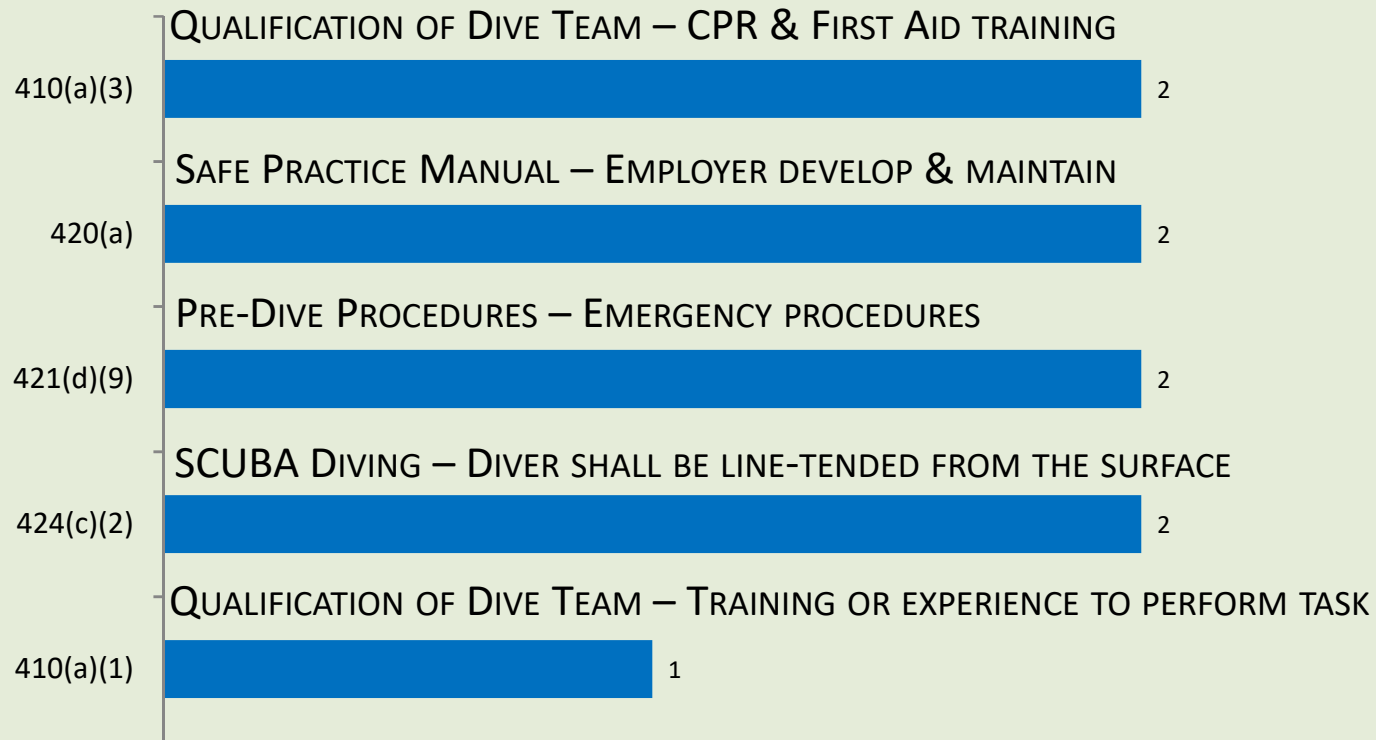 QUALIFICATION OF DIVE TEAM – CPR & FIRST AID TRAINING
410(a)(3)
2
SAFE PRACTICE MANUAL – EMPLOYER DEVELOP & MAINTAIN
420(a)
2
PRE-DIVE PROCEDURES – EMERGENCY PROCEDURES
421(d)(9)
2
SCUBA DIVING – DIVER SHALL BE LINE-TENDED FROM THE SURFACE
424(c)(2)
2
QUALIFICATION OF DIVE TEAM – TRAINING OR EXPERIENCE TO PERFORM TASK
410(a)(1)
1